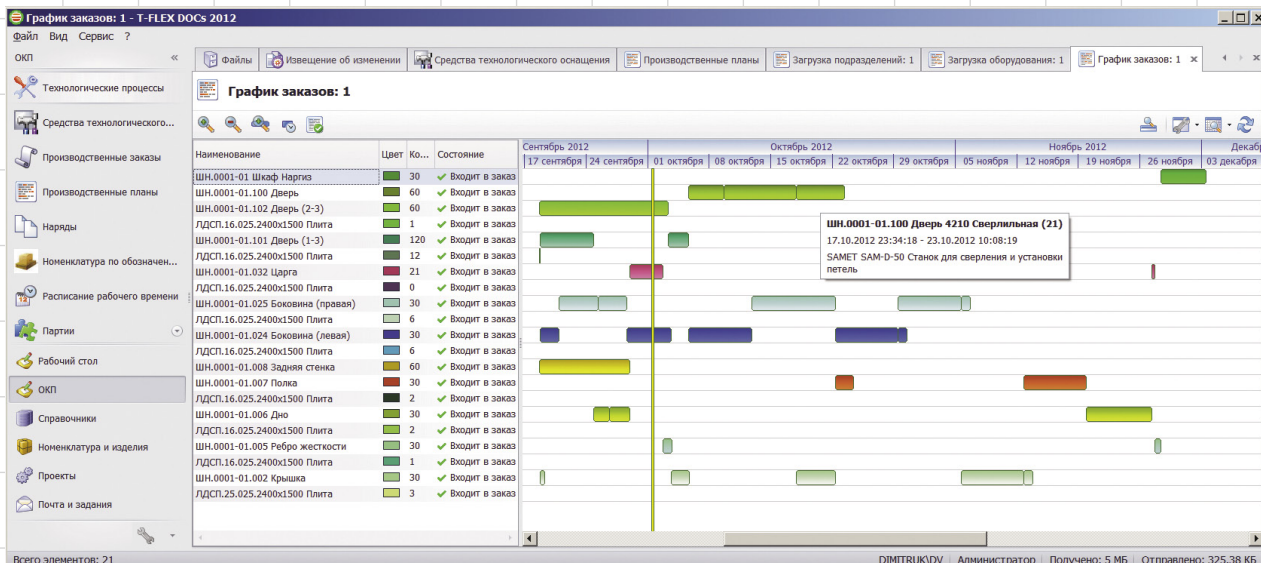 График заказов: 1 - T-FLEX DOCs 2012
Файл Вид Сервис ?
ОКП «
Файлы Извещение об изменении Средства технологического оснащения Производственные планы Загрузка подразделений: 1 Загрузка оборудования: 1 График заказов: 1
Технологические процессы
Средства технологического...
Производственные заказы
Производственные планы
Наряды
Номенклатура по обозначен...
Расписание рабочего времени
Партии
Рабочий стол
ОКП
Справочники
Номенклатура и изделия
Проекты
Почта и задания
График заказов: 1
Наименование Цвет Ко... Состояние
Сентябрь 2012 Октябрь 2012 Ноябрь 2012 Декабр
17 сентября 24 сентября 01 октября 08 октября 15 октября 22 октября 29 октября 05 ноября 12 ноября 19 ноября 26 ноября 03 декабря
ШН.0001-01 Шкаф Наргиз 30 Входит в заказ
ШН.0001-01.100 Дверь 60 Входит в заказ
ШН.0001-01.102 Дверь (2-3) 60 Входит в заказ
ЛДСП.16.025.2400x1500 Плита 1 Входит в заказ
ШН.0001-01.101 Дверь (1-3) 120 Входит в заказ
ЛДСП.16.025.2400x1500 Плита 12 Входит в заказ
ШН.0001-01.032 Царга 21 Входит в заказ
ЛДСП.16.025.2400x1500 Плита 0 Входит в заказ
ШН.0001-01.025 Боковина (правая) 30 Входит в заказ
ЛДСП.16.025.2400x1500 Плита 6 Входит в заказ
ШН.0001-01.024 Боковина (левая) 30 Входит в заказ
ЛДСП.16.025.2400x1500 Плита 6 Входит в заказ
ШН.0001-01.008 Задняя стенка 60 Входит в заказ
ШН.0001-01.007 Полка 30 Входит в заказ
ЛДСП.16.025.2400x1500 Плита 2 Входит в заказ
ШН.0001-01.006 Дно 30 Входит в заказ
ЛДСП.16.025.2400x1500 Плита 2 Входит в заказ
ШН.0001-01.005 Ребро жесткости 30 Входит в заказ
ЛДСП.16.025.2400x1500 Плита 1 Входит в заказ
ШН.0001-01.002 Крышка 30 Входит в заказ
ЛДСП.25.025.2400x1500 Плита 3 Входит в заказ
ШН.0001-01.100 Дверь 4210 Сверлильная (21)
17.10.2012 23:34:18 - 23.10.2012 10:08:19
SAMET SAM-D-50 Станок для сверления и установки
петель
Всего элементов: 21 DIMITRUK\DV Администратор Получено: 5 МБ Отправлено: 325,38 КБ